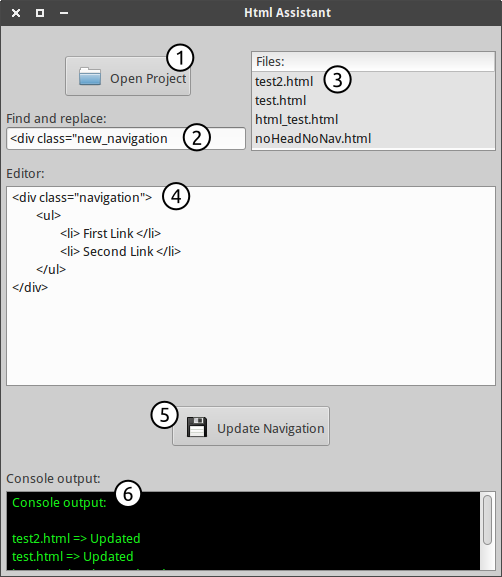 Html Assistant
1
Open Project
Files:
test2.html
3
test.html
html_test.html
noHeadNoNav.html
Find and replace:
<div class="new_navigation
2
Editor:
<div class="navigation">
4
<ul>
<li> First Link </li>
<li> Second Link </li>
</ul>
</div>
5
Update Navigation
Console output:
6
Console output:
test2.html => Updated
test.html => Updated